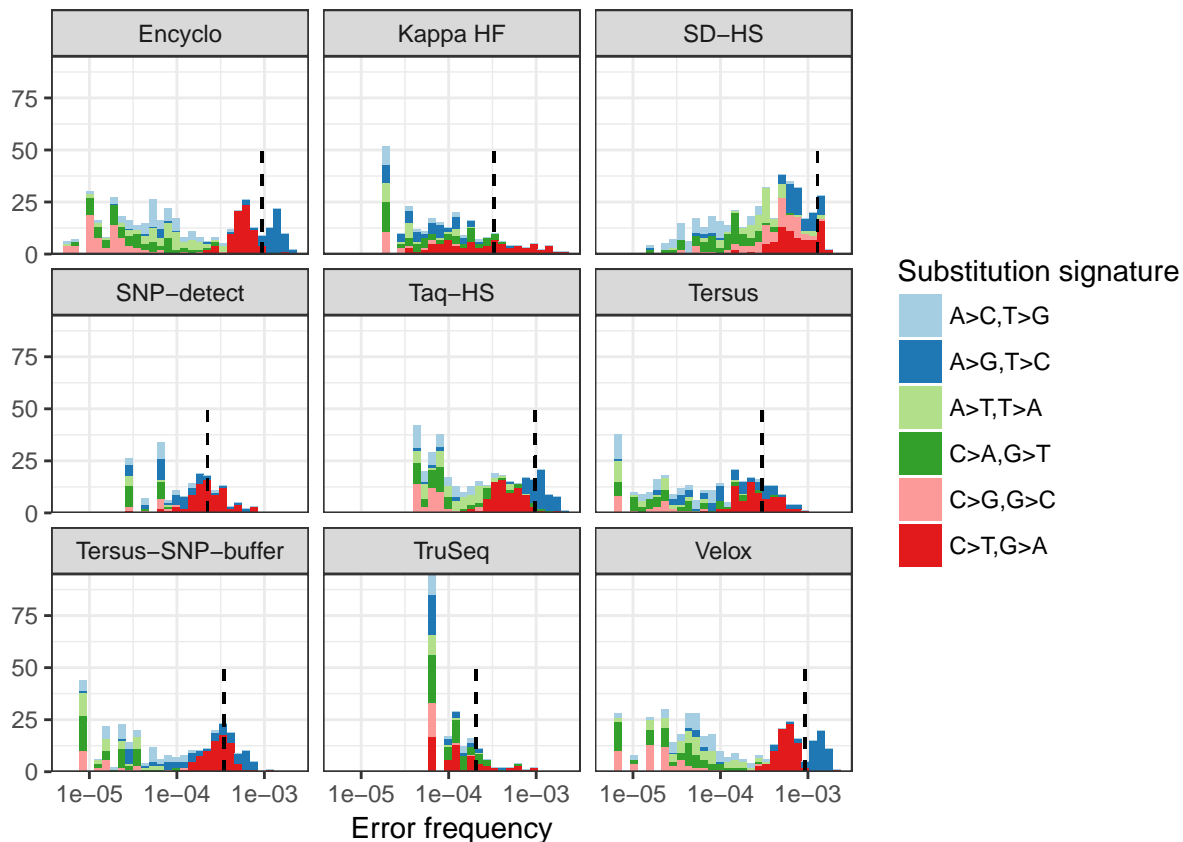 Encyclo Kappa HF SD−HS
75
50
25
0
SNP−detect Taq−HS Tersus
75
50
25
0
Tersus−SNP−buffer TruSeq Velox
75
50
25
0
1e−05 1e−04 1e−03 1e−05 1e−04 1e−03 1e−05 1e−04 1e−03
Error frequency
Substitution signature
A>C,T>G
A>G,T>C
A>T,T>A
C>A,G>T
C>G,G>C
C>T,G>A